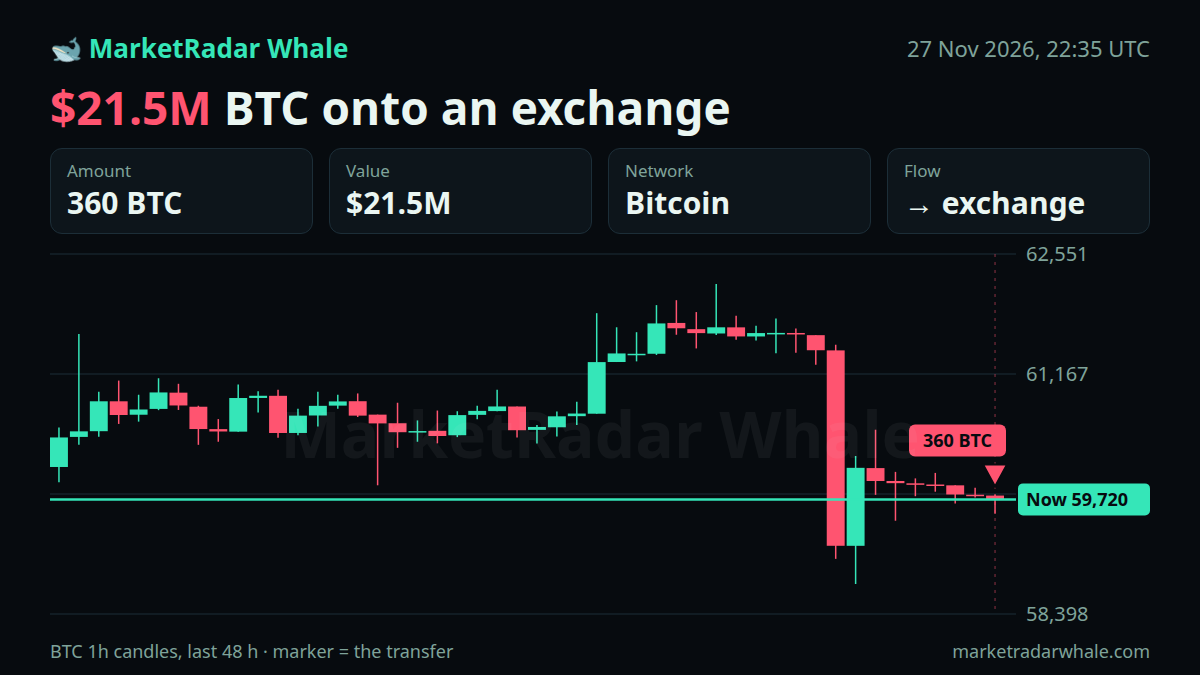 🐋 MarketRadar Whale
27 Nov 2026, 22:35 UTC
$21.5M BTC onto an exchange
Amount
360 BTC
Value
$21.5M
Network
Bitcoin
Flow
→ exchange
62,551
61,167
MarketRadar Whale
360 BTC
Now 59,720
58,398
BTC 1h candles, last 48 h · marker = the transfer
marketradarwhale.com